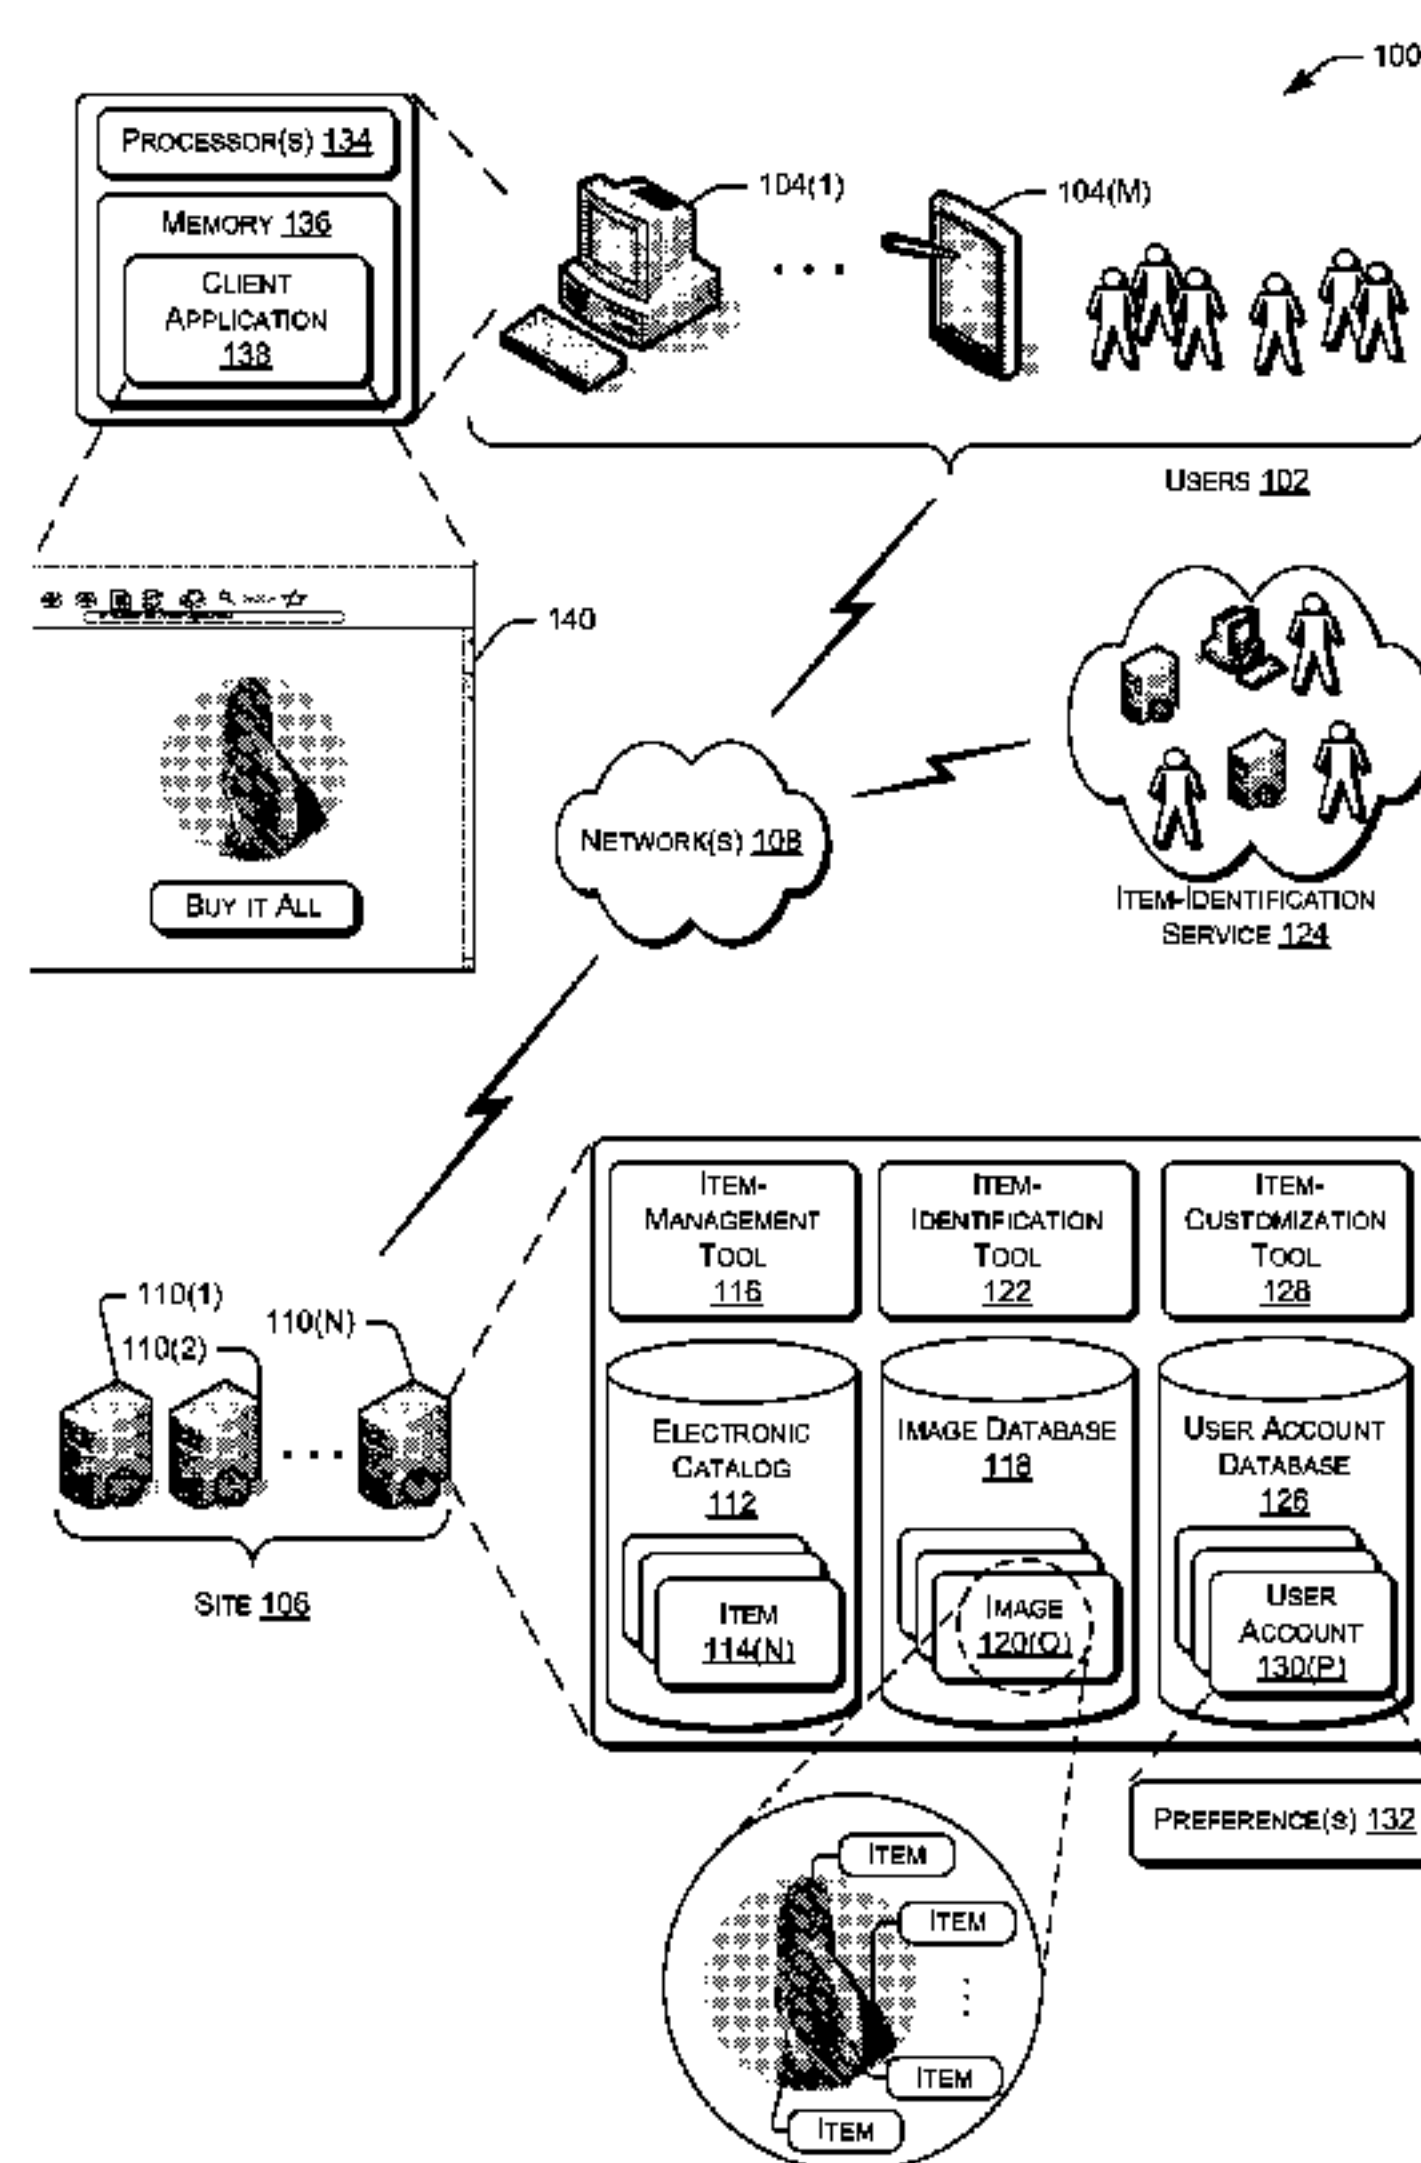 100
PROCESSOR(S) 134
MEMORY 136
CLIENT
APPLICATION
138
104(1)
104(M)
USERS 102
140
BUY IT ALL
NETWORK(S) 108
ITEM-IDENTIFICATION
SERVICE 124
110(1)
110(2)
110(N)
SITE 106
ITEM-
MANAGEMENT
TOOL
116
ITEM-
IDENTIFICATION
TOOL
122
ITEM-
CUSTOMIZATION
TOOL
128
ELECTRONIC
CATALOG
112
ITEM
114(N)
IMAGE DATABASE
118
IMAGE
120(O)
USER ACCOUNT
DATABASE
126
USER
ACCOUNT
130(P)
PREFERENCE(S) 132
ITEM
ITEM
ITEM
ITEM